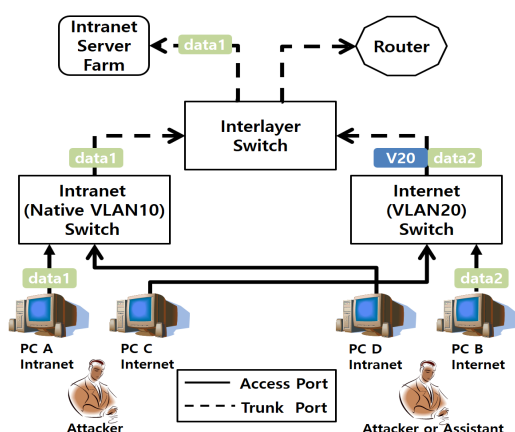 Intranet
Server
Farm
data1
Router
Interlayer
Switch
data1
V20
data2
Intranet
(Native VLAN10)
Switch
Internet
(VLAN20)
Switch
data1
data2
PC A
Intranet
PC C
Internet
PC D
Intranet
PC B
Internet
Access Port
Trunk Port
Attacker
Attacker or Assistant